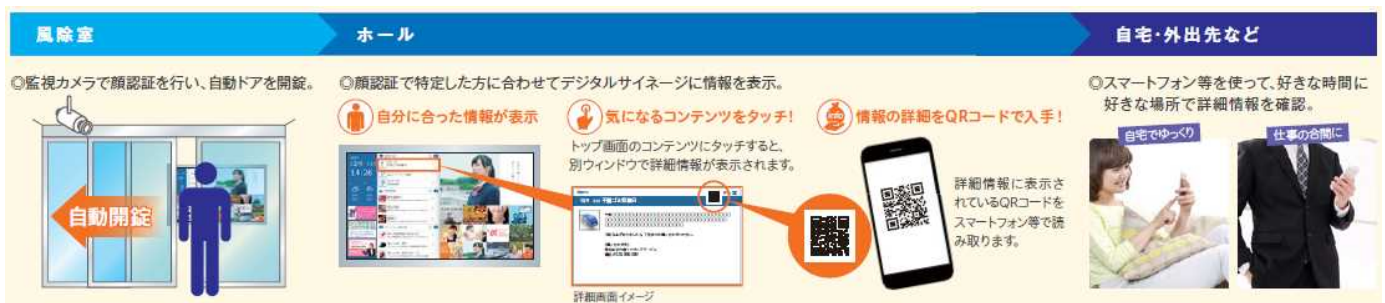 風除室
ホール
自宅・外出先など
◎監視カメラで顔認証を行い、自動ドアを開錠。
自動開錠
◎顔認証で特定した方に合わせてデジタルサイネージに情報を表示。
自分に合った情報が表示
気になるコンテンツをタッチ!
トップ画面のコンテンツにタッチすると、
別ウィンドウで詳細情報が表示されます。
詳細画面イメージ
info
情報の詳細をQRコードで入手!
詳細情報に表示さ
れているQRコードを
スマートフォン等で読
み取ります。
◎スマートフォン等を使って、好きな時間に
好きな場所で詳細情報を確認。
自宅でゆっくり
仕事の合間に